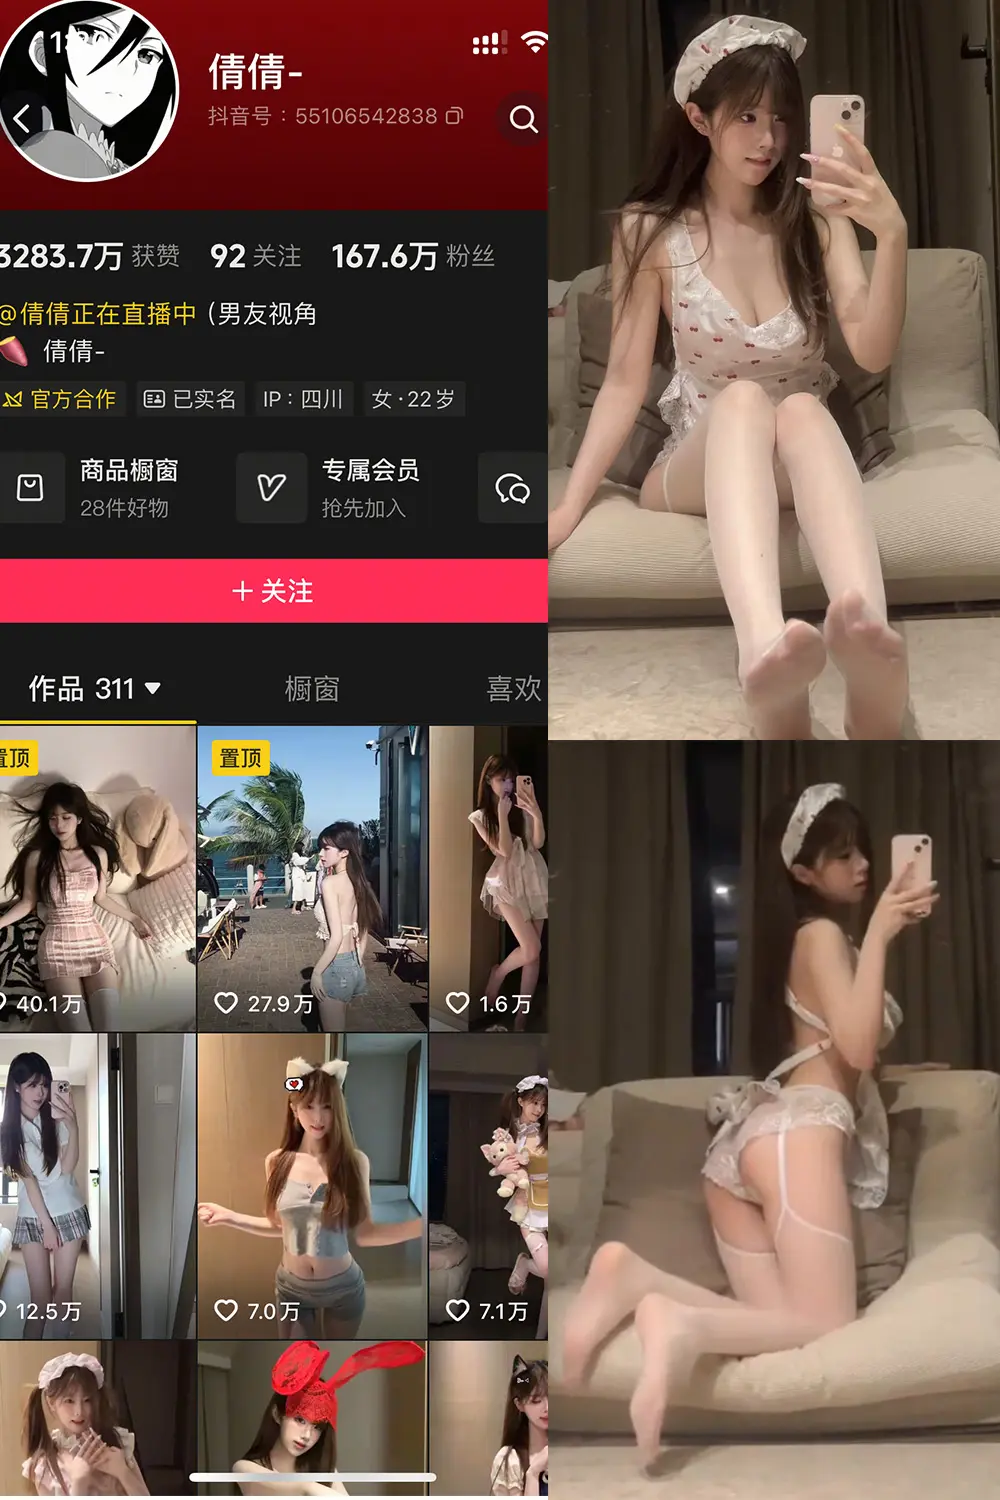 倩倩-
抖音号：55106542838
3283.7万 获赞 92 关注 167.6万 粉丝
@倩倩正在直播中（男友视角
倩倩-
官方合作 已实名 IP：四川 女·22岁
商品橱窗 专属会员
28件好物 抢先加入
＋关注
作品 311 橱窗 喜欢
置顶 置顶
40.1万 27.9万 1.6万
12.5万 7.0万 7.1万